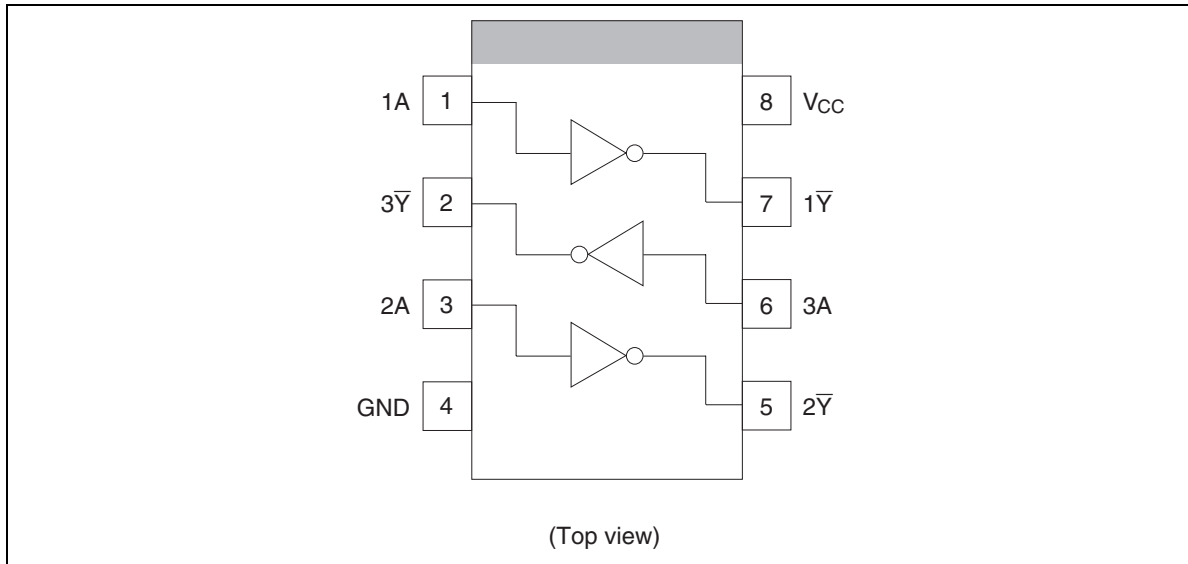 1A 1 8 VCC
3Y̅ 2 7 1Y̅
2A 3 6 3A
GND 4 5 2Y̅
(Top view)